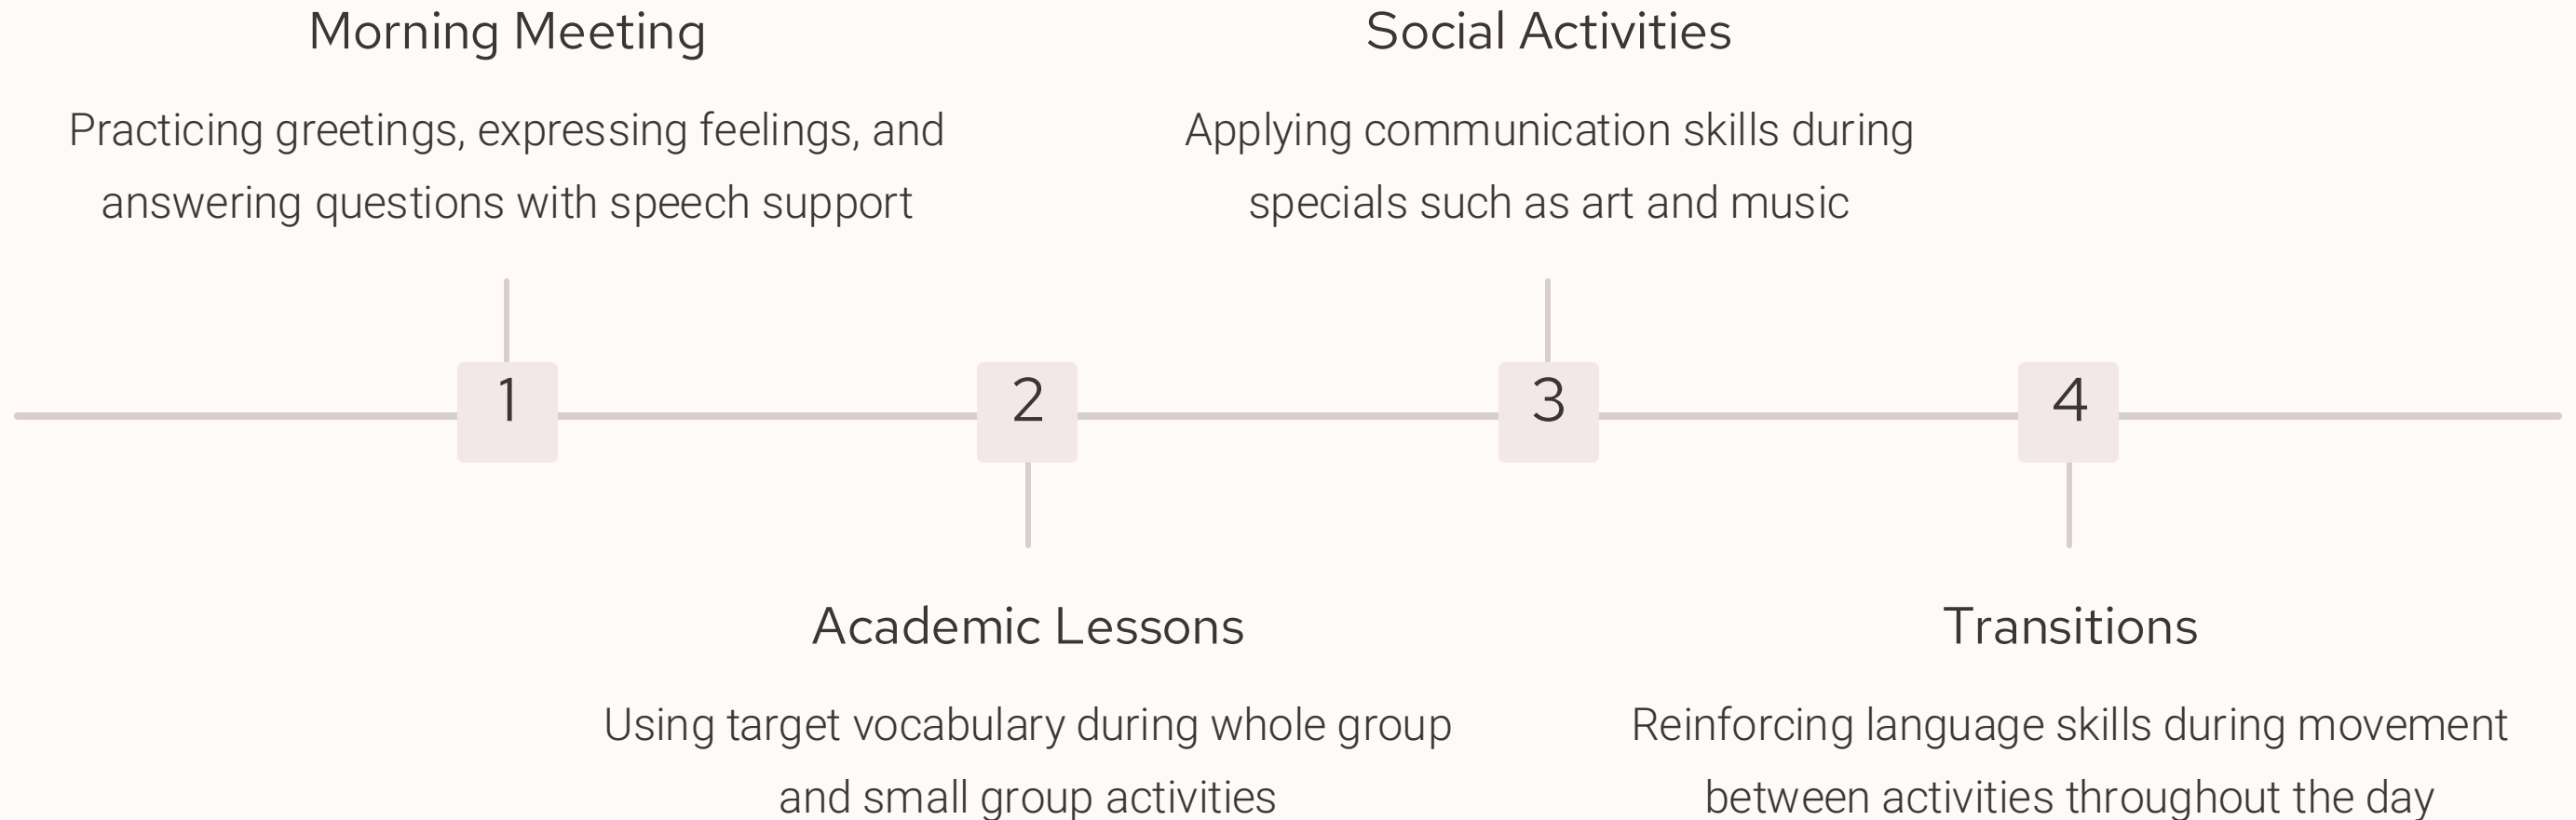 Morning Meeting
Practicing greetings, expressing feelings, and
answering questions with speech support
Social Activities
Applying communication skills during
specials such as art and music
1
2
3
4
Academic Lessons
Using target vocabulary during whole group
and small group activities
Transitions
Reinforcing language skills during movement
between activities throughout the day